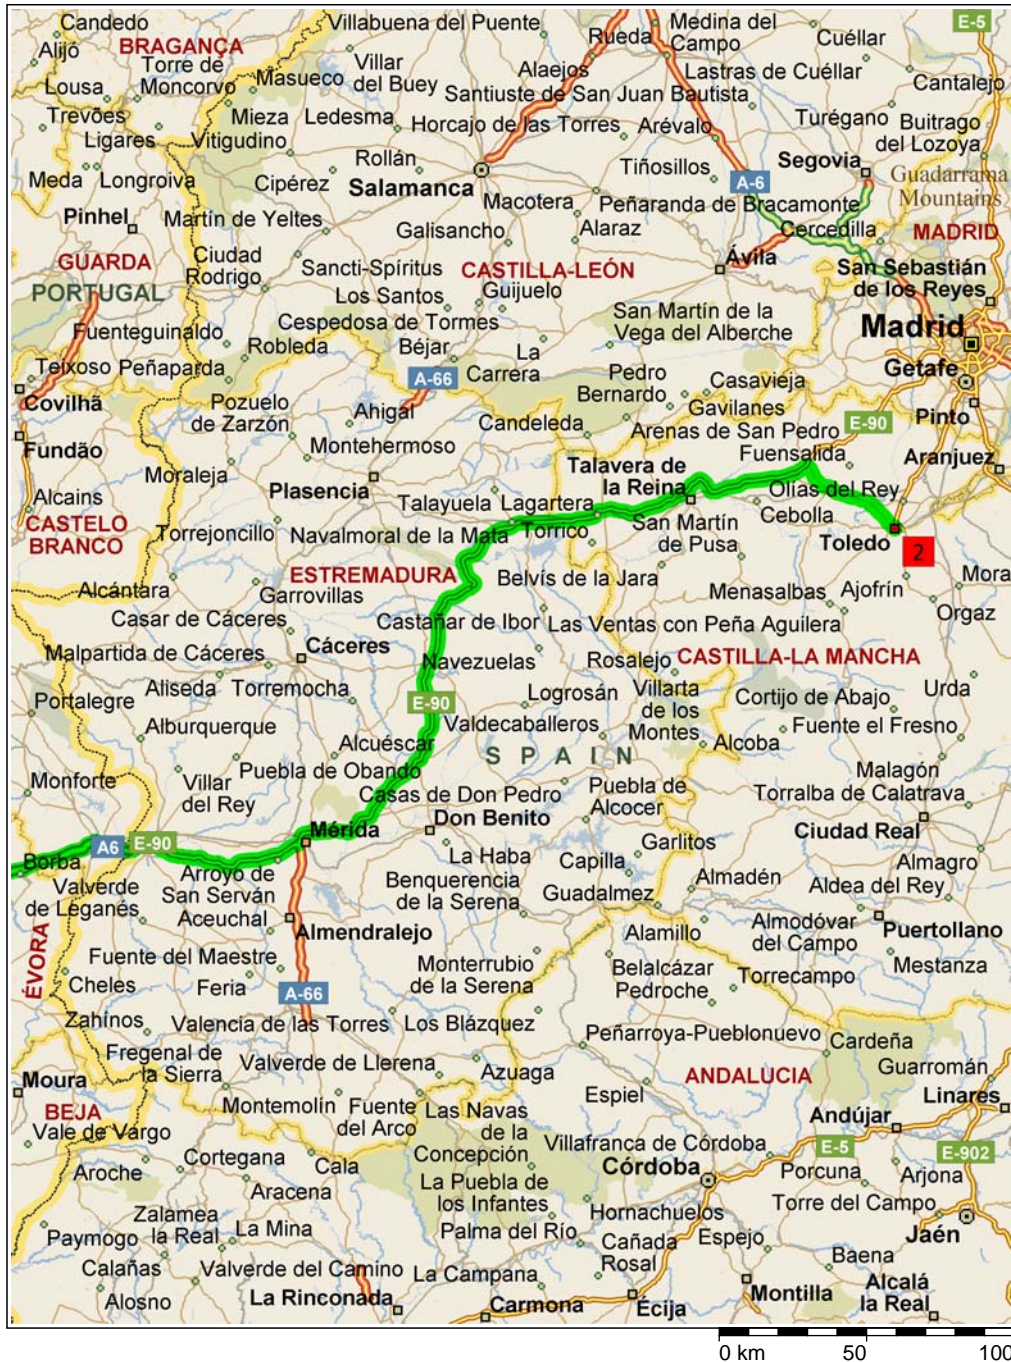 Candedo
Villabuena del Puente
Medina del
Campo
E-5
Alijó
BRAGANÇA
Rueda
Cuéllar
Torre de
Moncorvo
Masueco
Villar
del Buey
Alaejos
Lastras de Cuéllar
Cantalejo
Lousa
Santiuste de San Juan Bautista
Trevões
Mieza
Ledesma
Horcajo de las Torres
Arévalo
Turégano
Buitrago
del Lozoya
Ligares
Vitigudino
Rollán
Tiñosillos
Segovia
Meda
Longroiva
Cipérez
Salamanca
A-6
Guadarrama
Mountains
Macotera
Peñaranda de Bracamonte
Pinhel
Martín de Yeltes
Galisancho
Alaraz
Cercedilla
MADRID
GUARDA
Ciudad
Rodrigo
Sancti-Spíritus
CASTILLA-LEÓN
Ávila
San Sebastián
de los Reyes
PORTUGAL
Los Santos
Guijuelo
San Martín de la
Vega del Alberche
Fuenteguinaldo
Cespedosa de Tormes
Madrid
Robleda
Béjar
La
Carrera
Teixoso
Peñaparda
A-66
Pedro
Bernardo
Casavieja
Getafe
Covilhã
Pozuelo
de Zarzón
Ahigal
Gavilanes
Pinto
Candeleda
Arenas de San Pedro
E-90
Fundão
Montehermoso
Fuensalida
Aranjuez
Moraleja
Plasencia
Talavera de
la Reina
Alcains
Talayuela
Lagartera
Olías del Rey
Cebolla
CASTELO
BRANCO
Torrejoncillo
Navalmoral de la Mata
Torrico
San Martín
de Pusa
Toledo
2
ESTREMADURA
Belvís de la Jara
Mora
Alcántara
Garrovillas
Menasalbas
Ajofrín
Orgaz
Casar de Cáceres
Castañar de Ibor
Las Ventas con Peña Aguilera
Cáceres
Malpartida de Cáceres
Navezuelas
Rosalejo
CASTILLA-LA MANCHA
Portalegre
Aliseda
Torremocha
E-90
Logrosán
Villarta
de los
Montes
Cortijo de Abajo
Urda
Alburquerque
Valdecaballeros
Fuente el Fresno
Alcuéscar
SPAIN
Alcoba
Monforte
Villar
del Rey
Puebla de Obando
Malagón
Casas de Don Pedro
Puebla de
Alcocer
Torralba de Calatrava
Mérida
Don Benito
Ciudad Real
A6
E-90
Garlitos
Borba
La Haba
Capilla
Almagro
Valverde
de Leganés
Arroyo de
San Serván
Benquerencia
de la Serena
Guadalmez
Almadén
Aldea del Rey
Aceuchal
Almendralejo
Alamillo
Almodóvar
del Campo
Puertollano
ÉVORA
Fuente del Maestre
Monterrubio
de la Serena
Belalcázar
Mestanza
Cheles
Feria
A-66
Pedroche
Torrecampo
Zahínos
Valencia de las Torres
Los Blázquez
Peñarroya-Pueblonuevo
Cardeña
Fregenal de
la Sierra
Valverde de Llerena
Azuaga
Guarromán
Moura
Espiel
ANDALUCIA
Linares
BEJA
Montemolín
Fuente
del Arco
Las Navas
de la
Concepción
Andújar
Vale de Vargo
Villafranca de Córdoba
E-5
E-902
Aroche
Cortegana
Cala
Córdoba
Porcuna
Arjona
Aracena
La Puebla de
los Infantes
Torre del Campo
Zalamea
la Real
La Mina
Hornachuelos
Jaén
Paymogo
Palma del Río
Cañada
Rosal
Espejo
Baena
Calañas
Valverde del Camino
La Campana
Alosno
La Rinconada
Carmona
Écija
Montilla
Alcalá
la Real
0 km 50 100